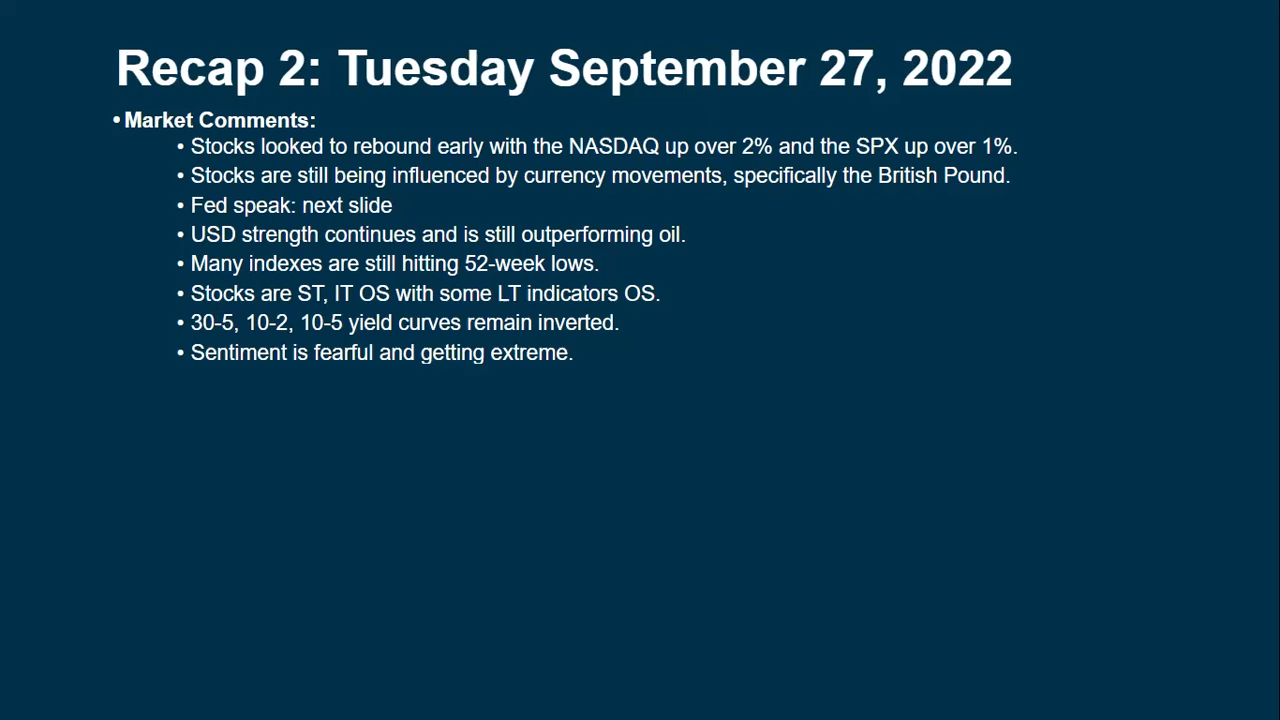 Recap 2: Tuesday September 27, 2022
• Market Comments:
• Stocks looked to rebound early with the NASDAQ up over 2% and the SPX up over 1%.
• Stocks are still being influenced by currency movements, specifically the British Pound.
• Fed speak: next slide
• USD strength continues and is still outperforming oil.
• Many indexes are still hitting 52-week lows.
• Stocks are ST, IT OS with some LT indicators OS.
• 30-5, 10-2, 10-5 yield curves remain inverted.
• Sentiment is fearful and getting extreme.